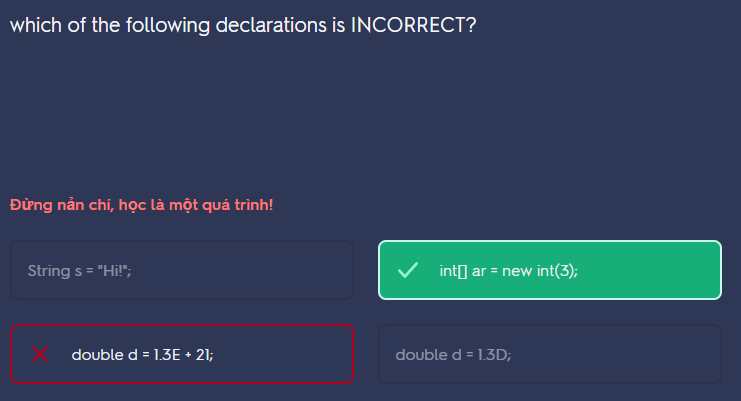 which of the following declarations is INCORRECT?
Đừng nản chí, học là một quá trình!
String s = "Hi!";
int[] ar = new int(3);
double d = 1.3E + 21;
double d = 1.3D;